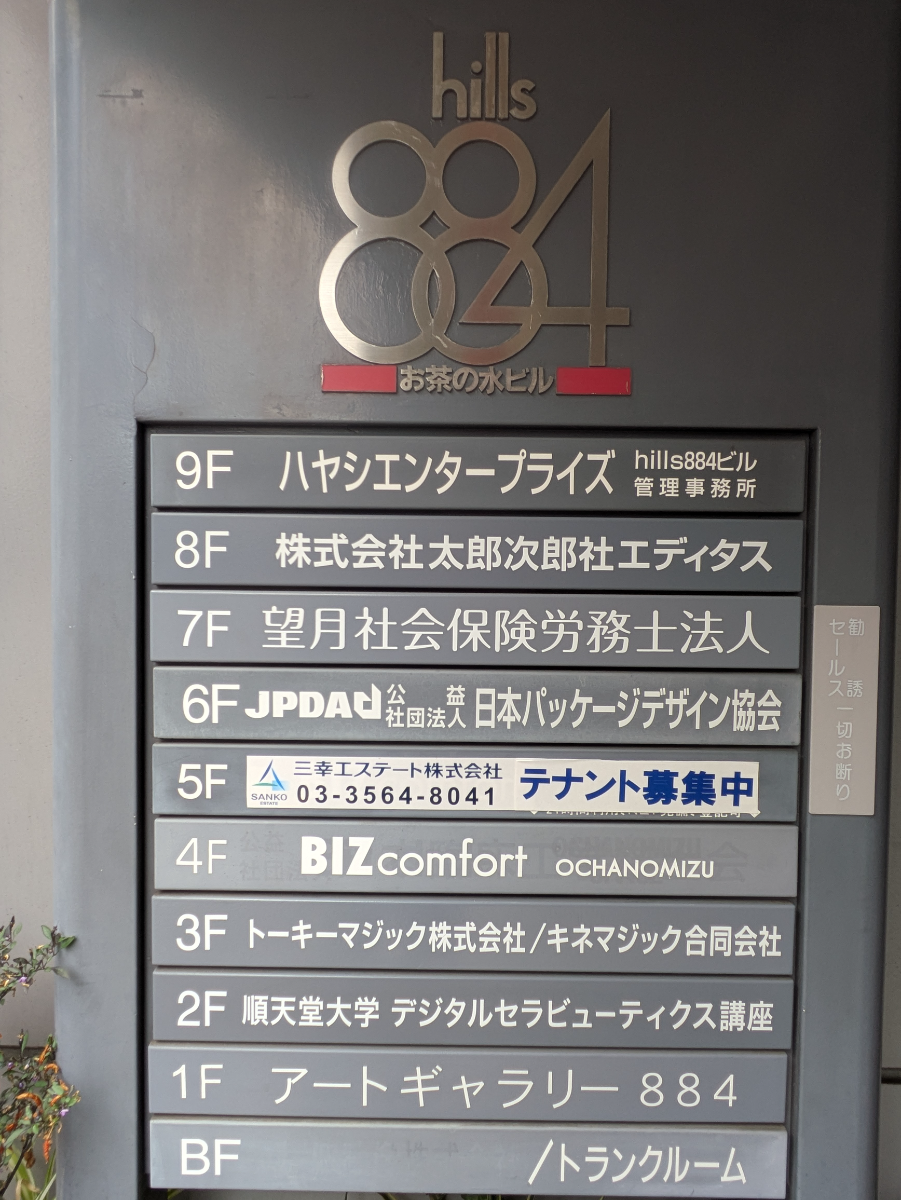 hills
884
お茶の水ビル
9F ハヤシエンタープライズ hills884ビル
管理事務所
8F 株式会社太郎次郎社エディタス
7F 望月社会保険労務士法人
6F JPDA 公益
社団法人 日本パッケージデザイン協会
5F SANKO ESTATE 三幸エステート株式会社
03-3564-8041 テナント募集中
4F BIZcomfort OCHANOMIZU
3F トーキーマジック株式会社/キネマジック合同会社
2F 順天堂大学 デジタルセラピューティクス講座
1F アートギャラリー 884
BF /トランクルーム
勧誘
セールス一切お断り